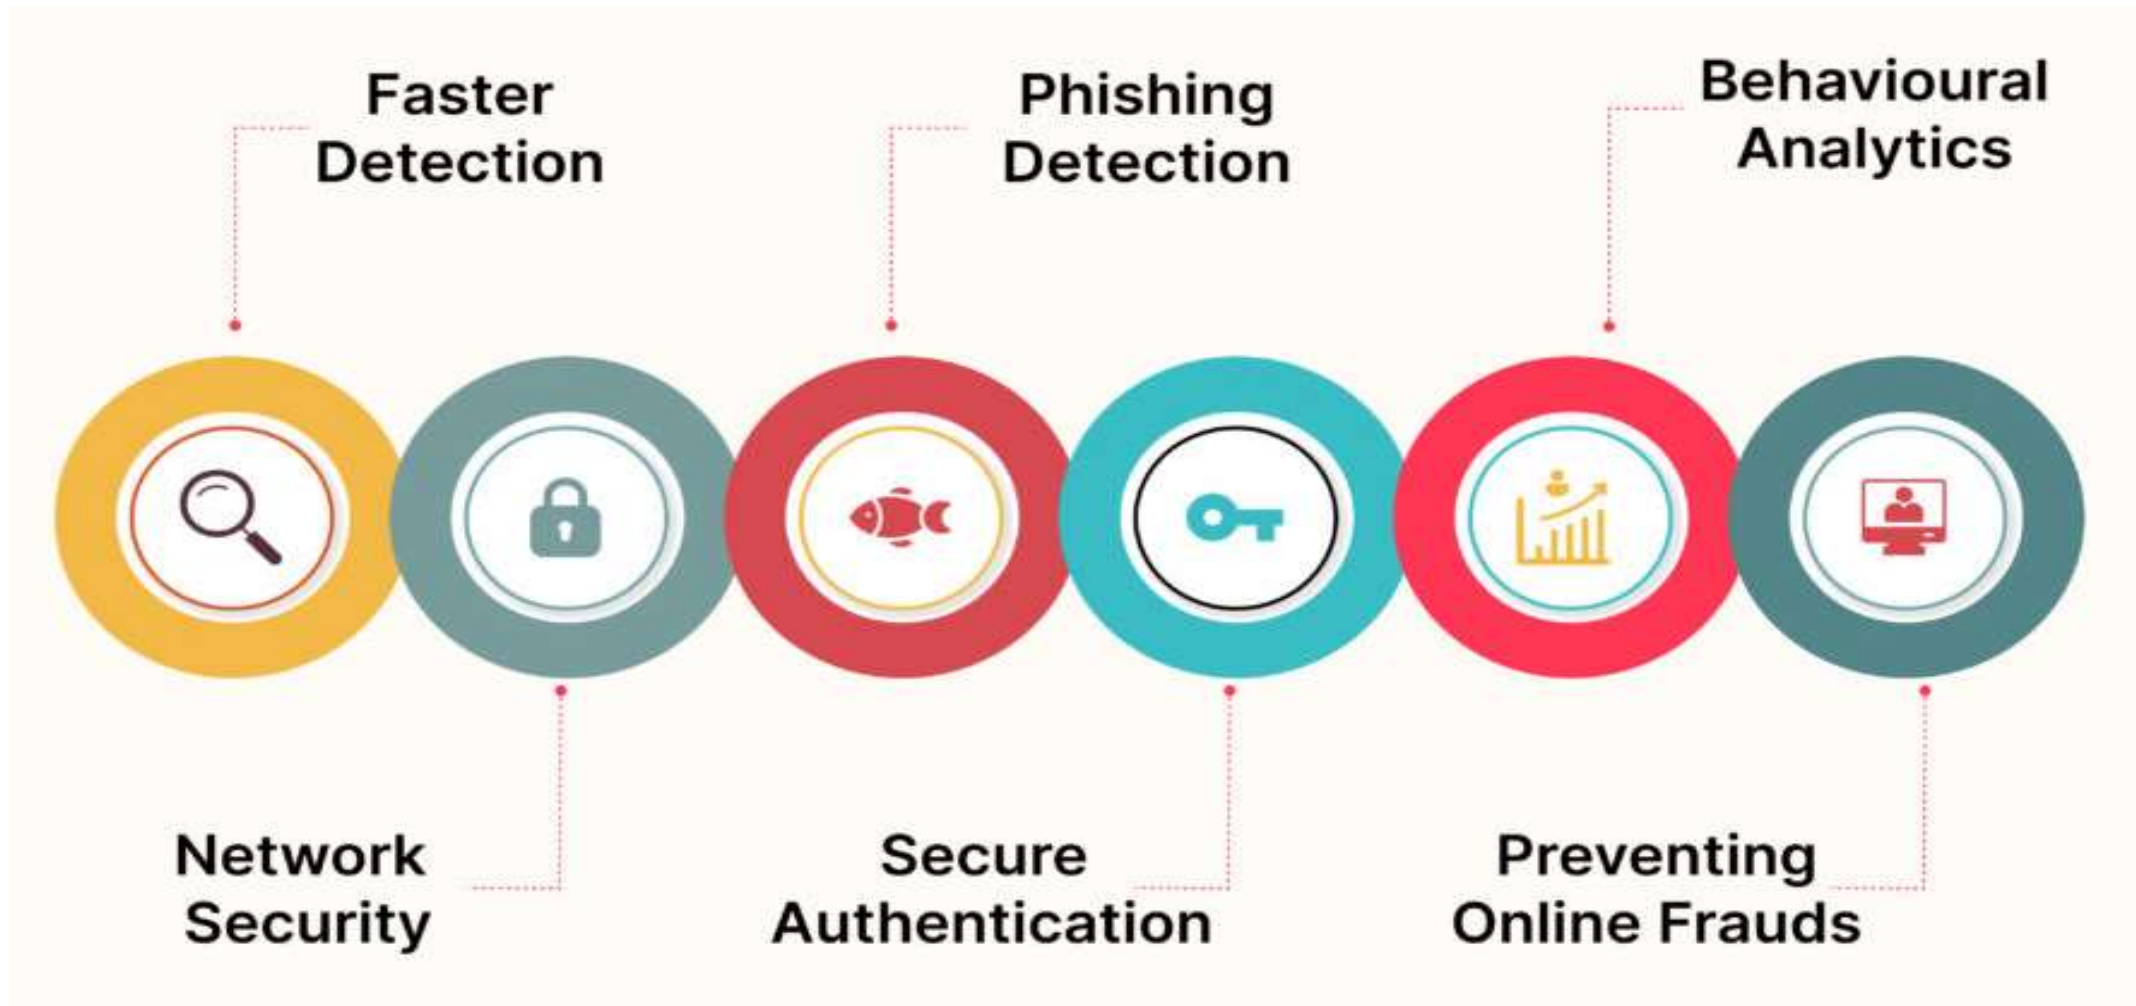 Faster
Detection
Phishing
Detection
Behavioural
Analytics
Network
Security
Secure
Authentication
Preventing
Online Frauds